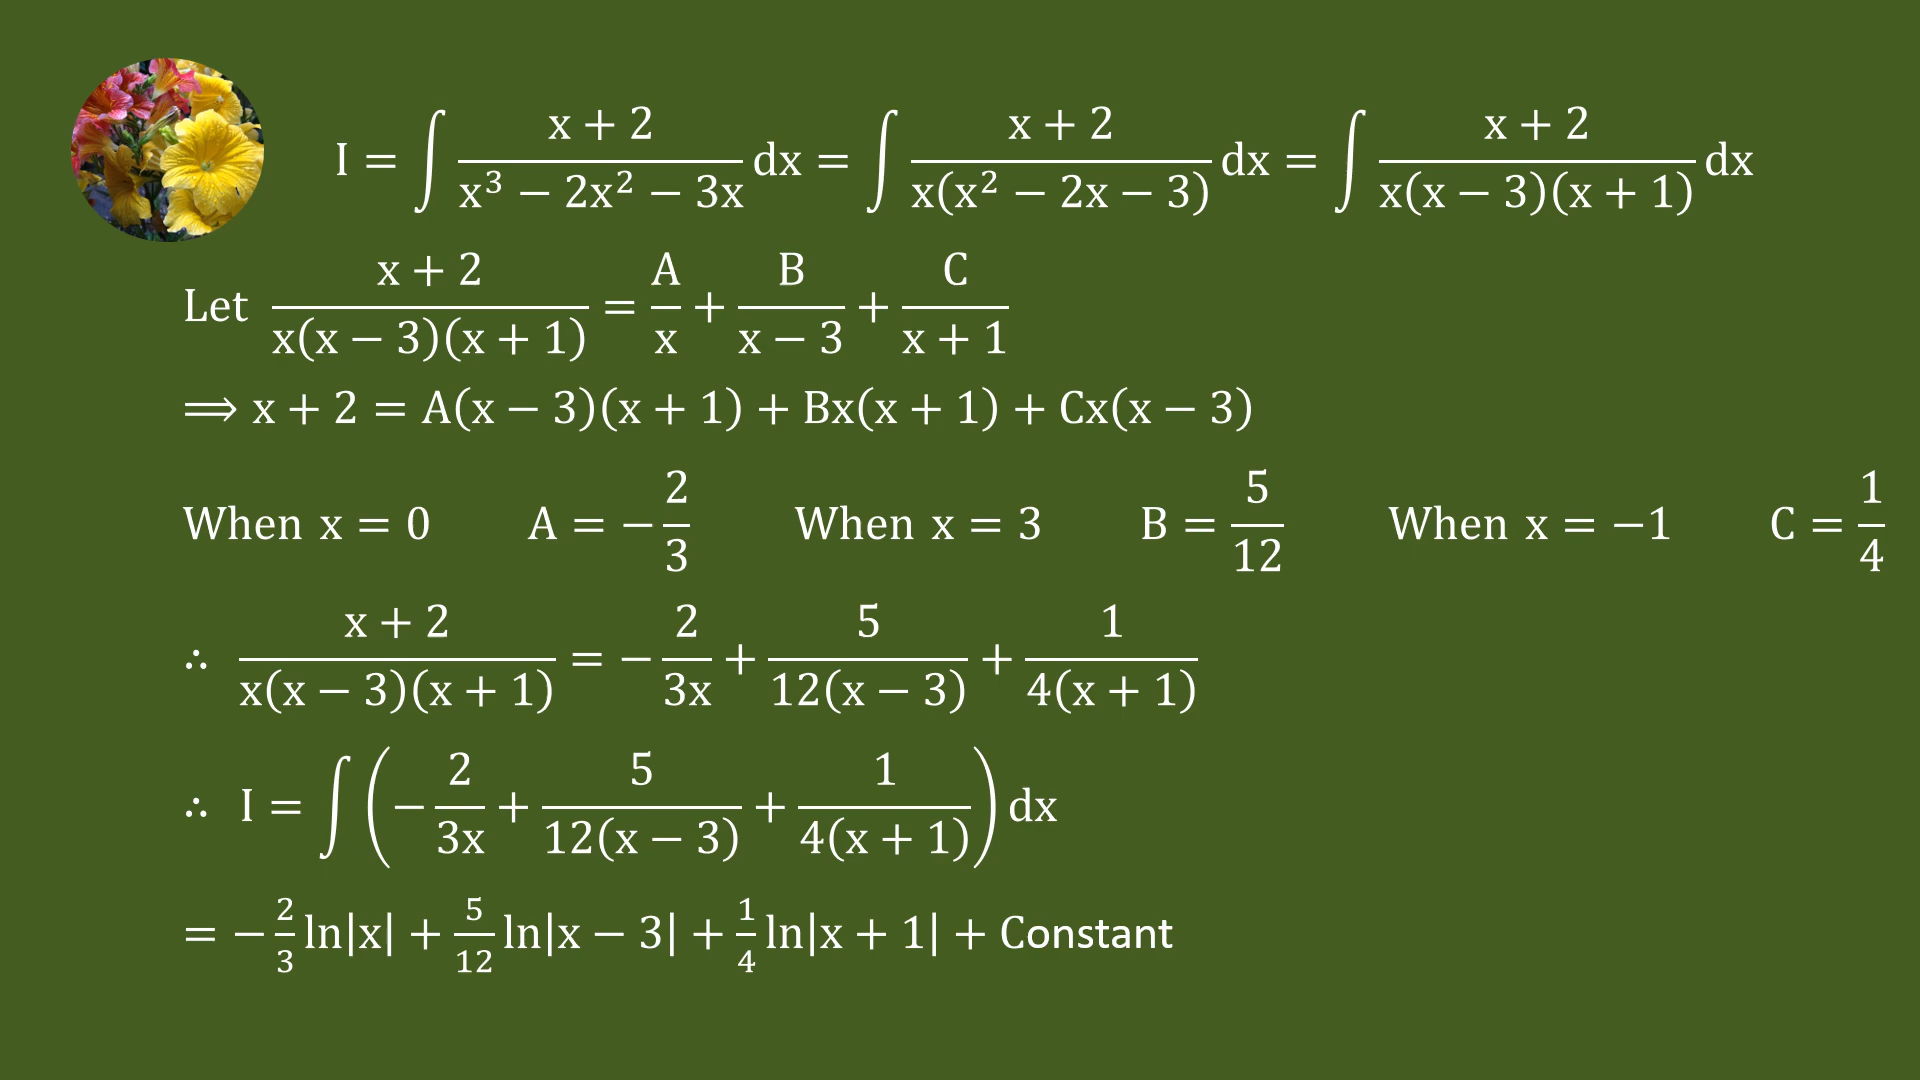 I = ∫ (x + 2)/(x³ − 2x² − 3x) dx = ∫ (x + 2)/(x(x² − 2x − 3)) dx = ∫ (x + 2)/(x(x − 3)(x + 1)) dx
Let (x + 2)/(x(x − 3)(x + 1)) = A/x + B/(x − 3) + C/(x + 1)
⟹ x + 2 = A(x − 3)(x + 1) + Bx(x + 1) + Cx(x − 3)
When x = 0 A = −2/3 When x = 3 B = 5/12 When x = −1 C = 1/4
∴ (x + 2)/(x(x − 3)(x + 1)) = −2/(3x) + 5/(12(x − 3)) + 1/(4(x + 1))
∴ I = ∫ (−2/(3x) + 5/(12(x − 3)) + 1/(4(x + 1))) dx
= −2/3 ln|x| + 5/12 ln|x − 3| + 1/4 ln|x + 1| + Constant